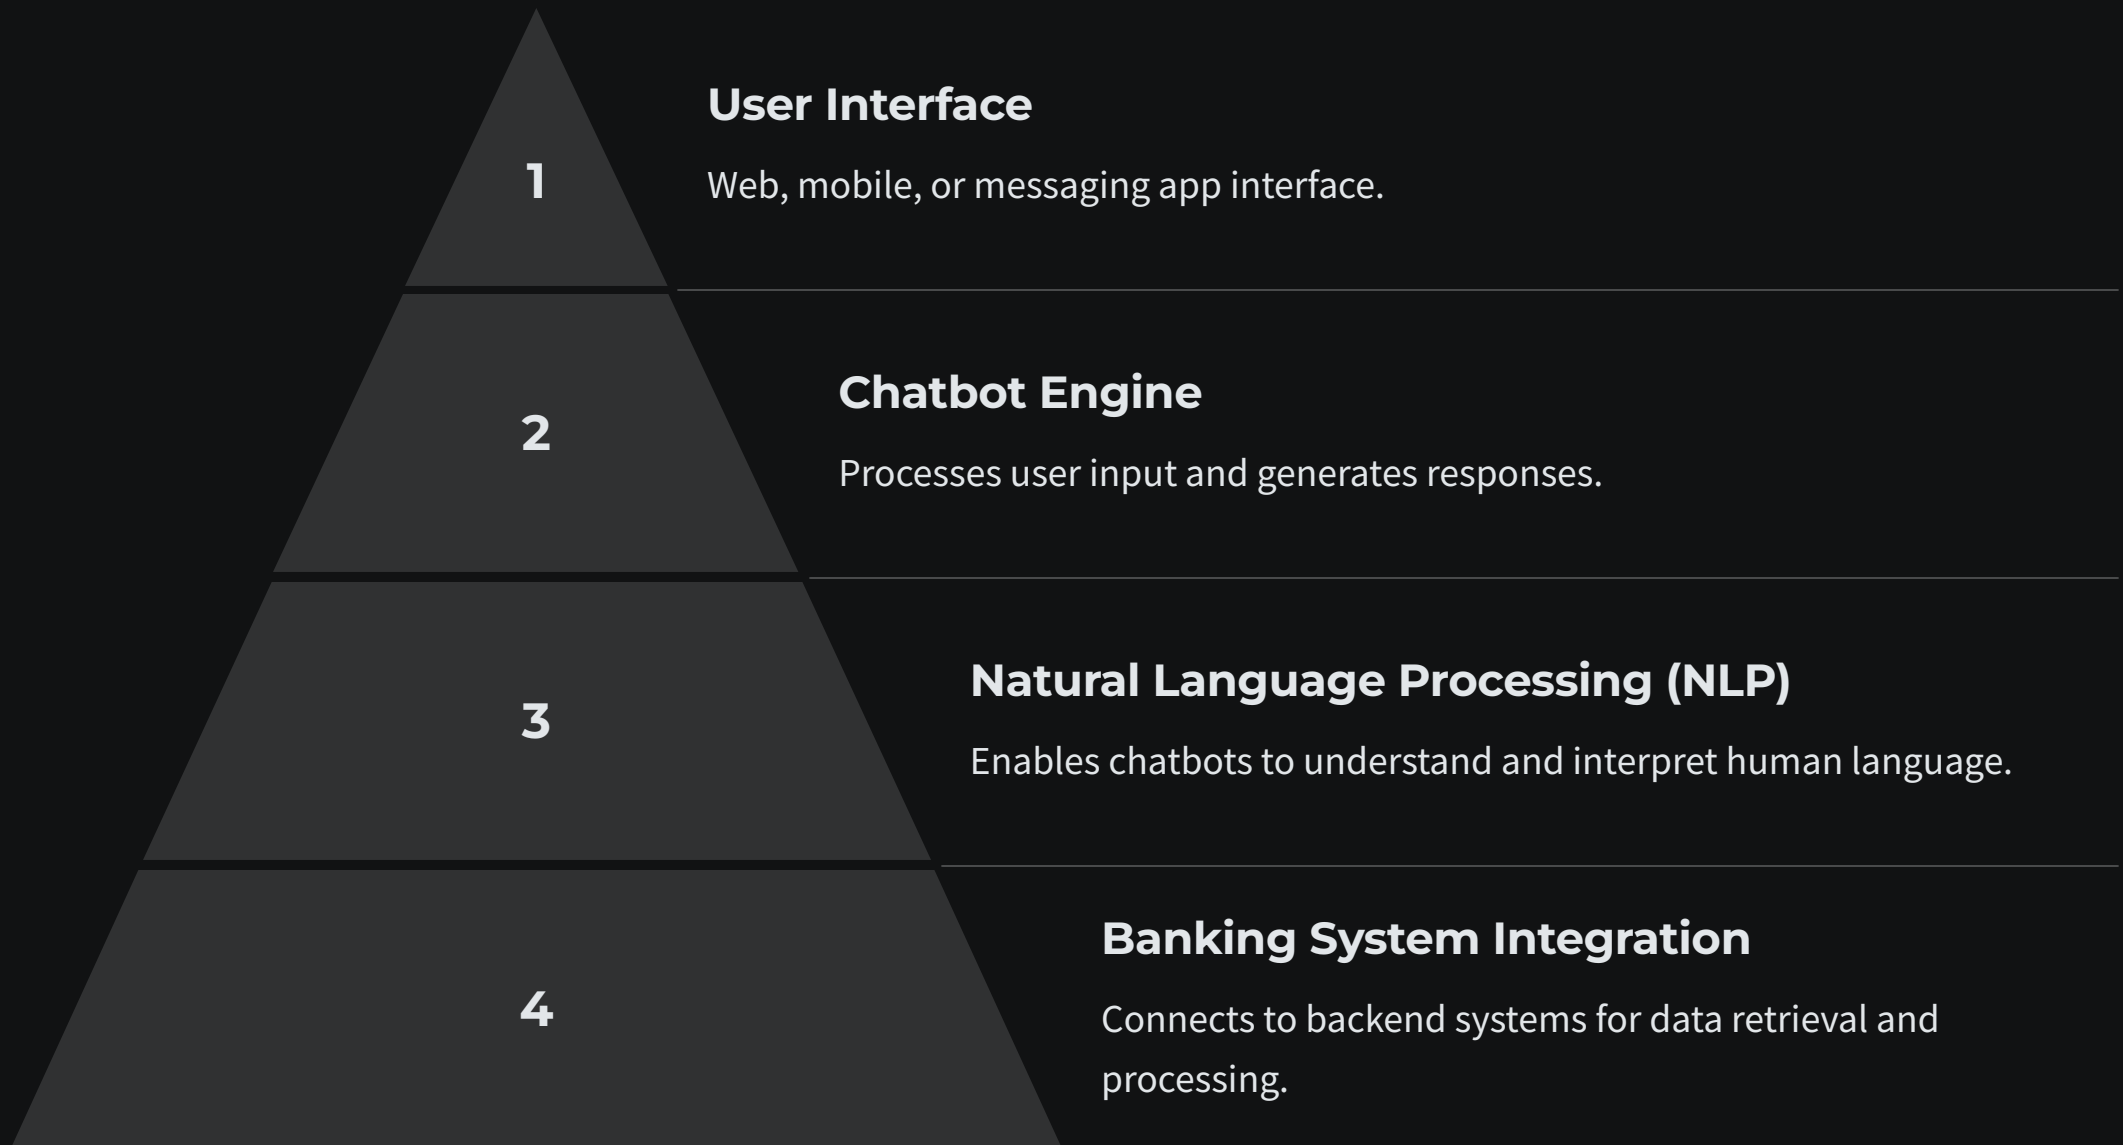 1
User Interface
Web, mobile, or messaging app interface.
2
Chatbot Engine
Processes user input and generates responses.
3
Natural Language Processing (NLP)
Enables chatbots to understand and interpret human language.
4
Banking System Integration
Connects to backend systems for data retrieval and
processing.